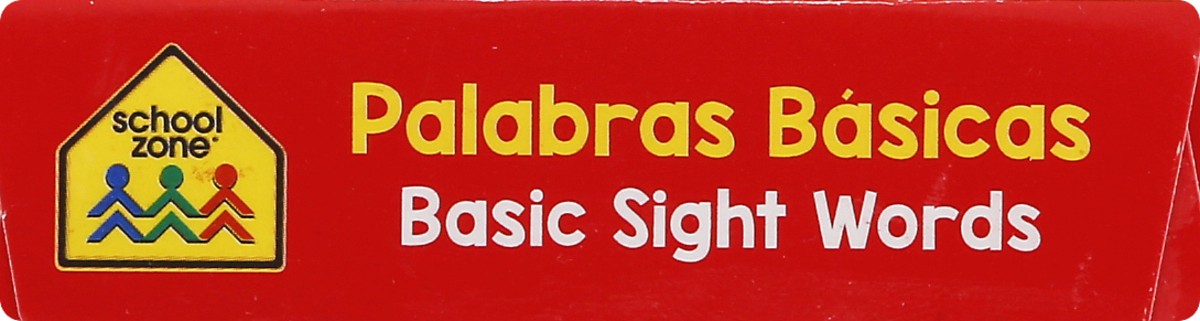 school
zone®
Palabras Básicas
Basic Sight Words